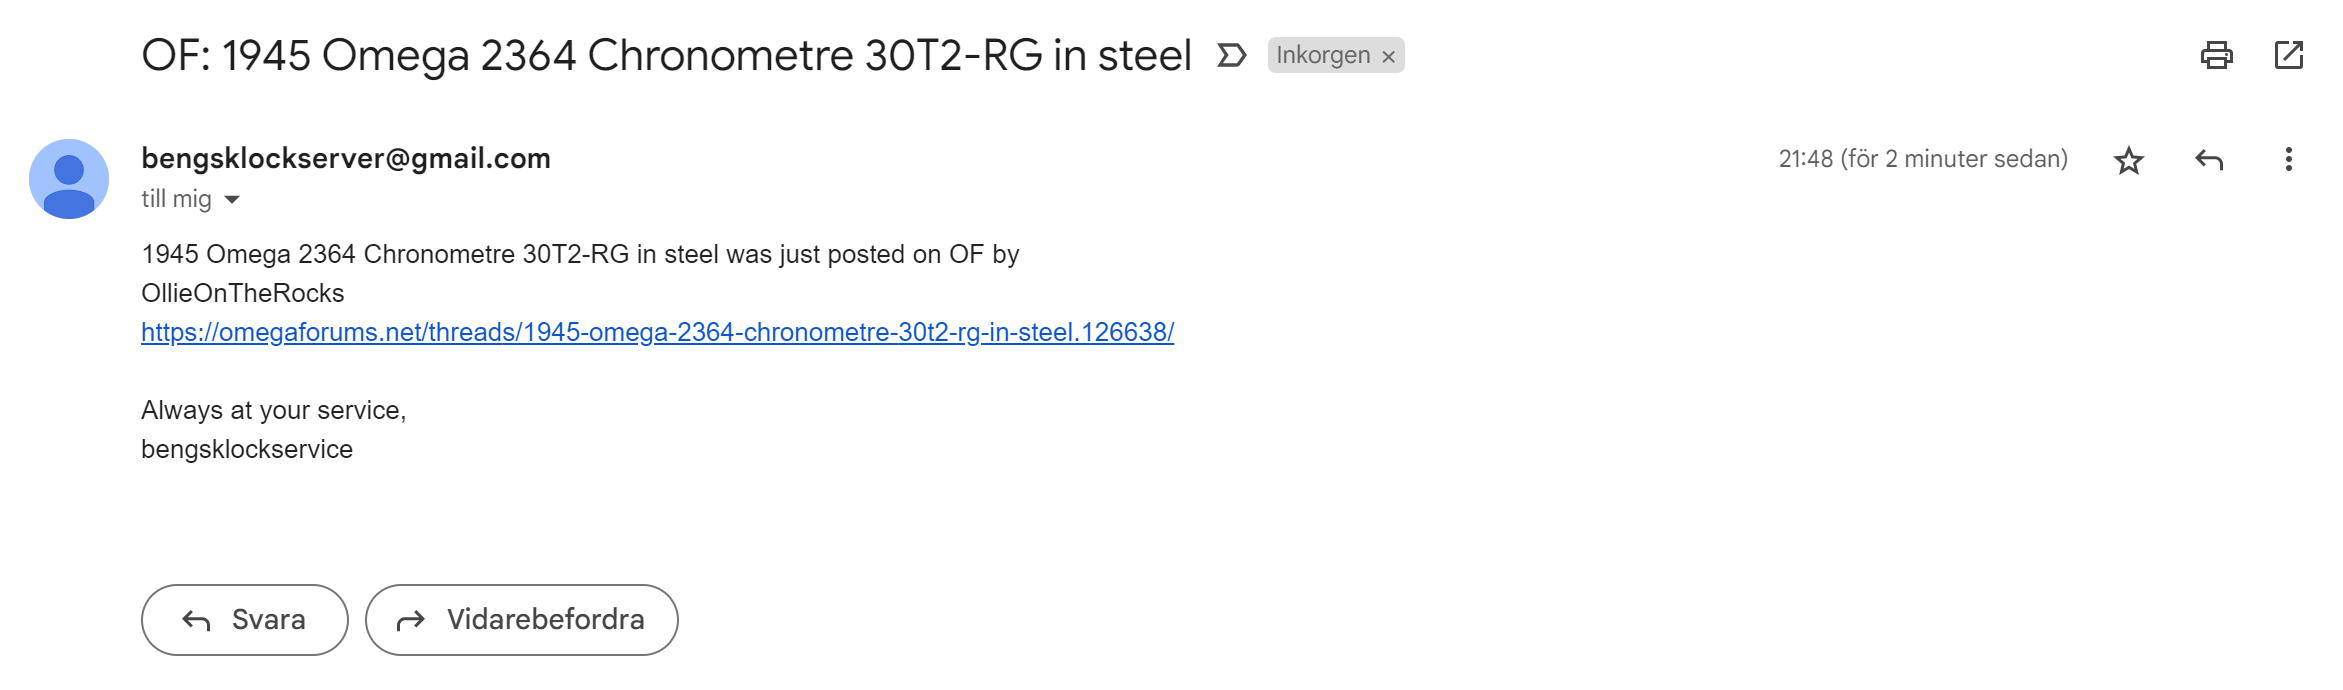 OF: 1945 Omega 2364 Chronometre 30T2-RG in steel Inkorgen ×
bengsklockserver@gmail.com 21:48 (för 2 minuter sedan)
till mig
1945 Omega 2364 Chronometre 30T2-RG in steel was just posted on OF by
OllieOnTheRocks
https://omegaforums.net/threads/1945-omega-2364-chronometre-30t2-rg-in-steel.126638/
Always at your service,
bengsklockservice
Svara Vidarebefordra